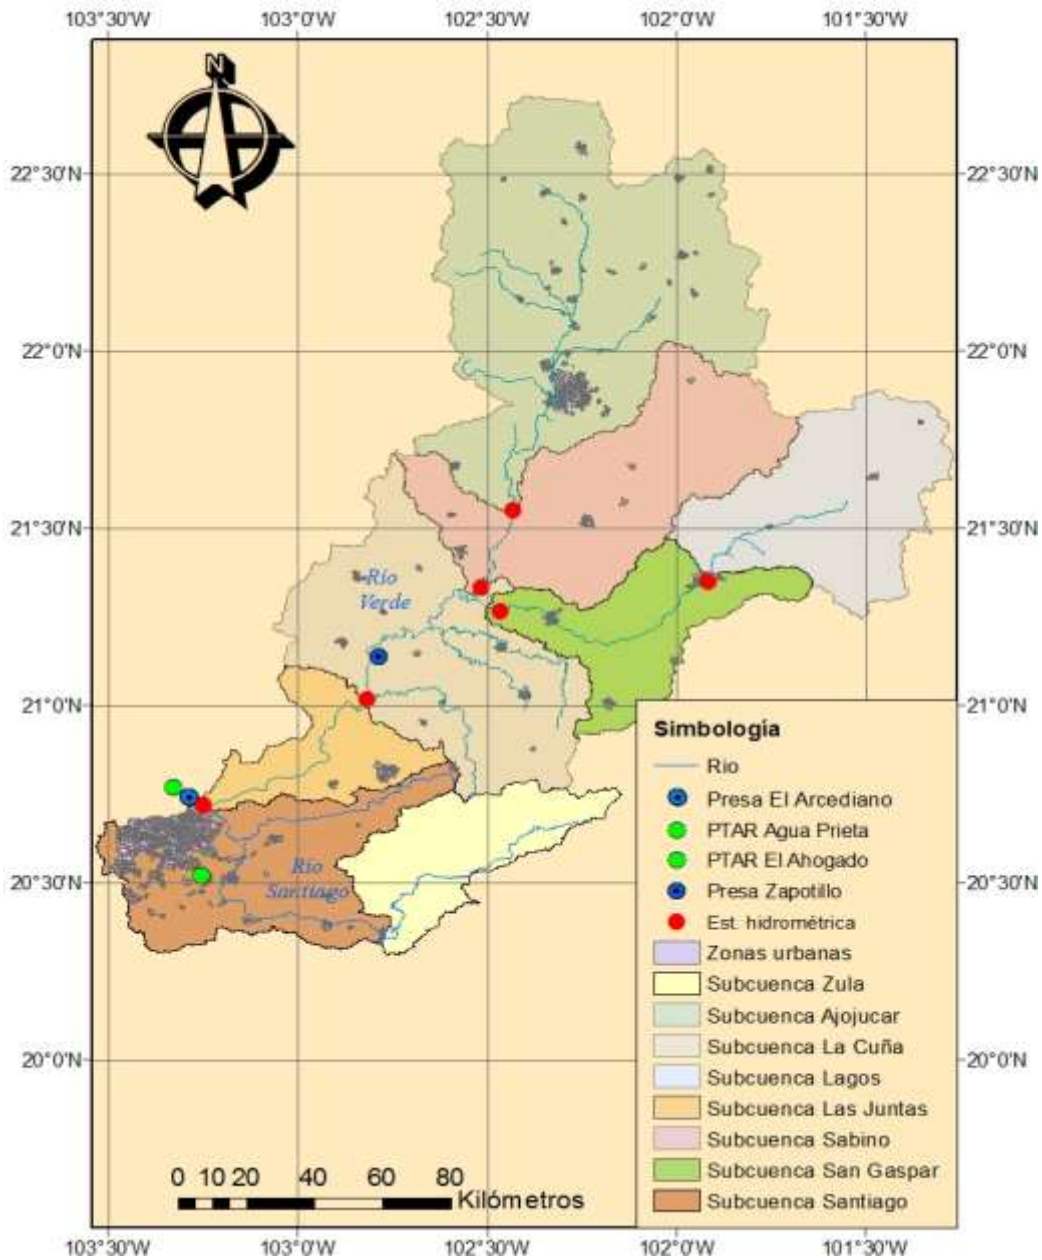 103°30'W 103°0'W 102°30'W 102°0'W 101°30'W
N
22°30'N 22°30'N
22°0'N 22°0'N
21°30'N 21°30'N
Río
Verde
21°0'N 21°0'N
Simbología
Rio
Presa El Arcediano
PTAR Agua Prieta
PTAR El Ahogado
Presa Zapotillo
Est. hidrométrica
Zonas urbanas
Subcuenca Zula
Subcuenca Ajojucar
Subcuenca La Cuña
Subcuenca Lagos
Subcuenca Las Juntas
Subcuenca Sabino
Subcuenca San Gaspar
Subcuenca Santiago
Río
Santiago
20°30'N 20°30'N
20°0'N 20°0'N
0 10 20 40 60 80
Kilómetros
103°30'W 103°0'W 102°30'W 102°0'W 101°30'W